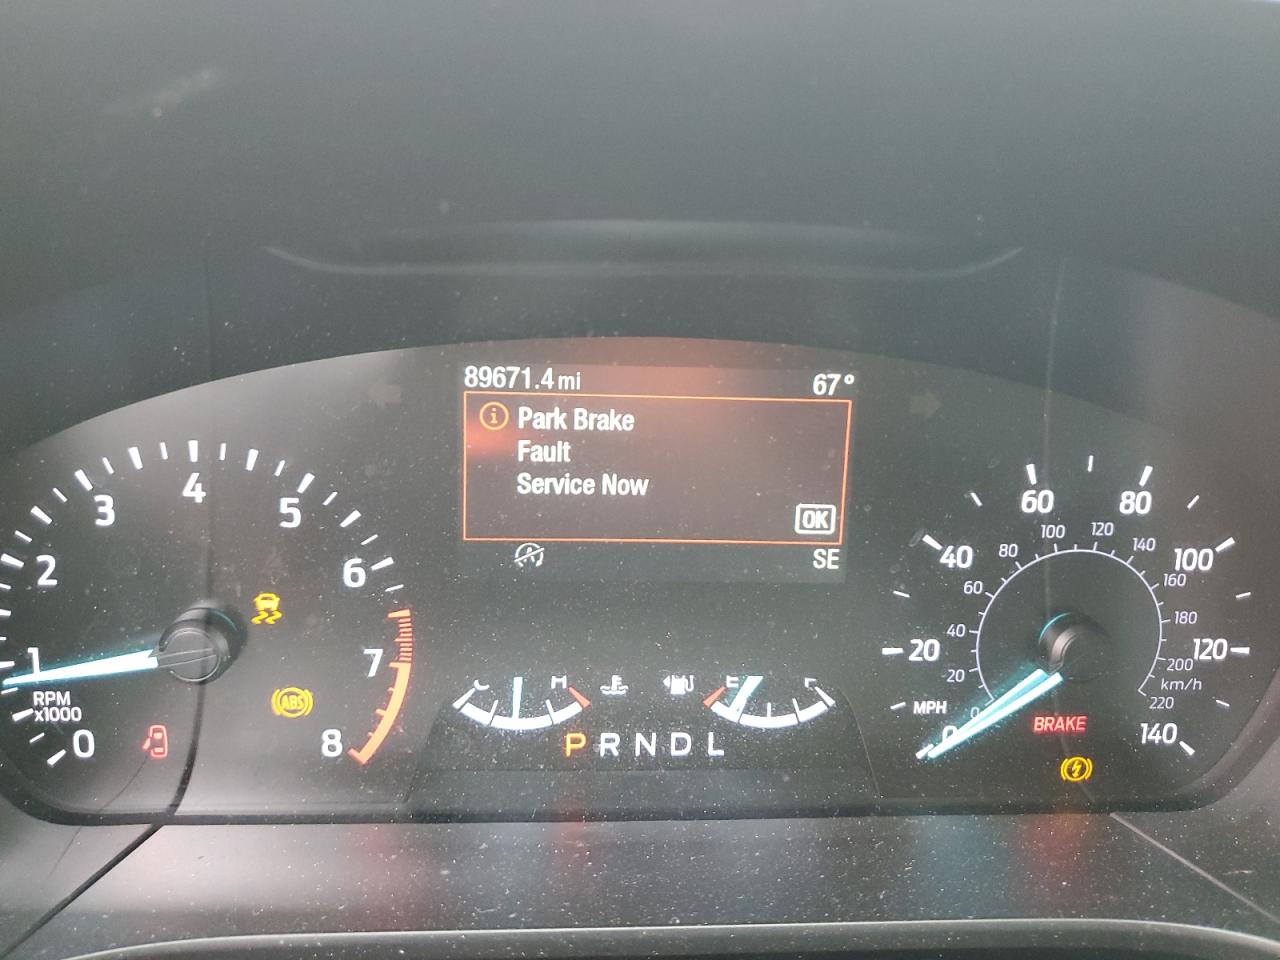 89671.4 mi 67°
Park Brake
Fault
Service Now
OK
SE
0 1 2 3 4 5 6 7 8
RPM
x1000
ABS
C H E F
P R N D L
0 20 40 60 80 100 120 140
MPH
0 20 40 60 80 100 120 140 160 180 200 220
km/h
BRAKE